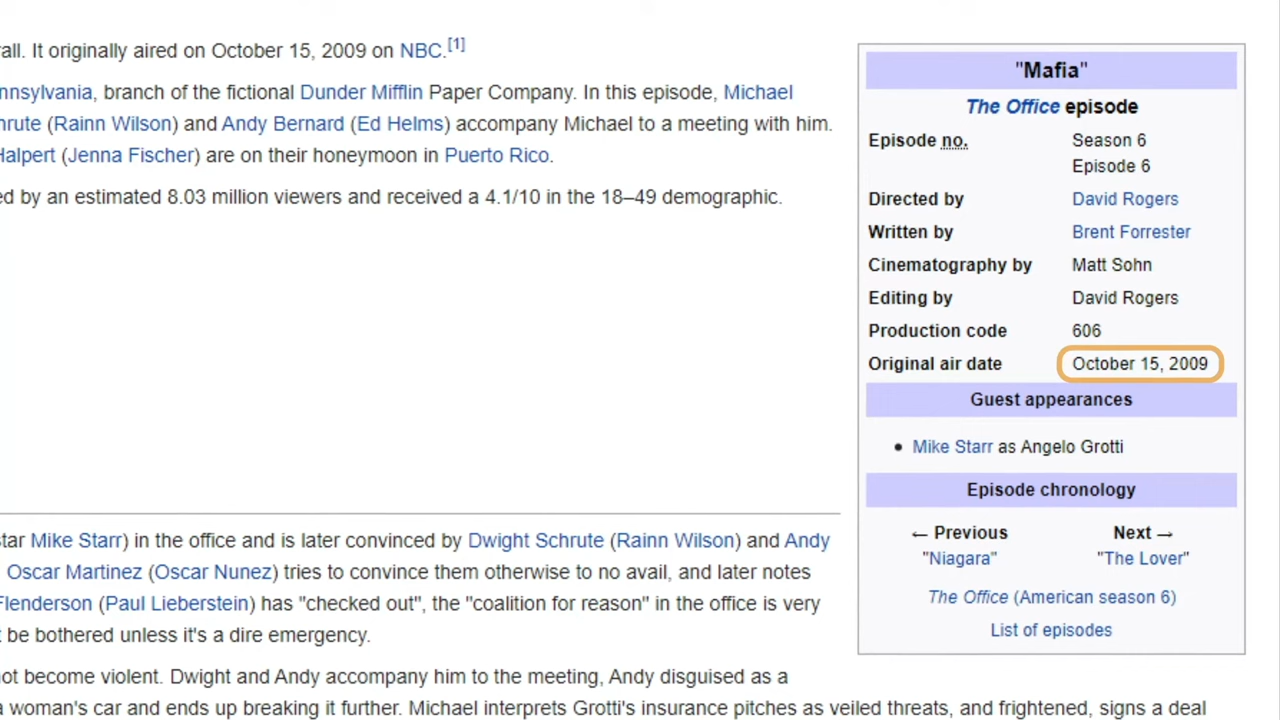 rall. It originally aired on October 15, 2009 on NBC.[1]
nnsylvania, branch of the fictional Dunder Mifflin Paper Company. In this episode, Michael
hrute (Rainn Wilson) and Andy Bernard (Ed Helms) accompany Michael to a meeting with him.
Halpert (Jenna Fischer) are on their honeymoon in Puerto Rico.
ed by an estimated 8.03 million viewers and received a 4.1/10 in the 18–49 demographic.
"Mafia"
The Office episode
Episode no. Season 6
Episode 6
Directed by David Rogers
Written by Brent Forrester
Cinematography by Matt Sohn
Editing by David Rogers
Production code 606
Original air date October 15, 2009
Guest appearances
• Mike Starr as Angelo Grotti
Episode chronology
← Previous Next →
"Niagara" "The Lover"
The Office (American season 6)
List of episodes
tar Mike Starr) in the office and is later convinced by Dwight Schrute (Rainn Wilson) and Andy
Oscar Martinez (Oscar Nunez) tries to convince them otherwise to no avail, and later notes
Flenderson (Paul Lieberstein) has "checked out", the "coalition for reason" in the office is very
t be bothered unless it's a dire emergency.
ot become violent. Dwight and Andy accompany him to the meeting, Andy disguised as a
a woman's car and ends up breaking it further. Michael interprets Grotti's insurance pitches as veiled threats, and frightened, signs a deal